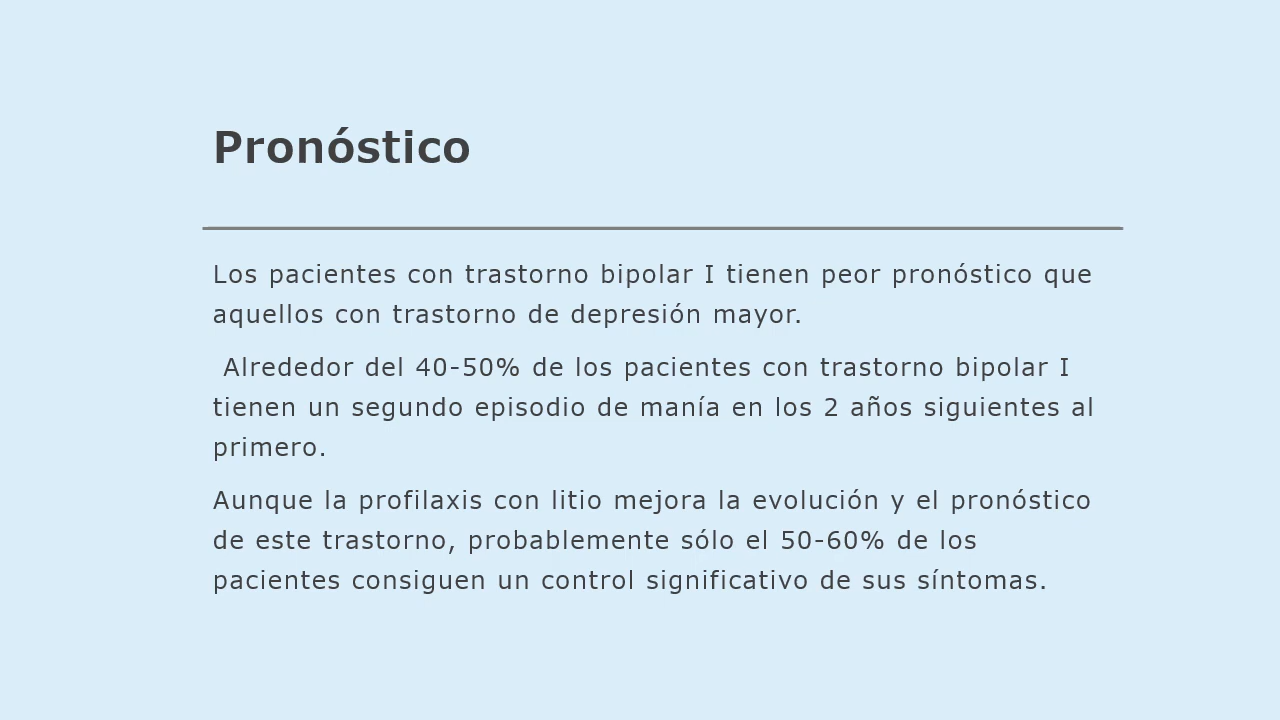 Pronóstico
Los pacientes con trastorno bipolar I tienen peor pronóstico que
aquellos con trastorno de depresión mayor.
Alrededor del 40-50% de los pacientes con trastorno bipolar I
tienen un segundo episodio de manía en los 2 años siguientes al
primero.
Aunque la profilaxis con litio mejora la evolución y el pronóstico
de este trastorno, probablemente sólo el 50-60% de los
pacientes consiguen un control significativo de sus síntomas.